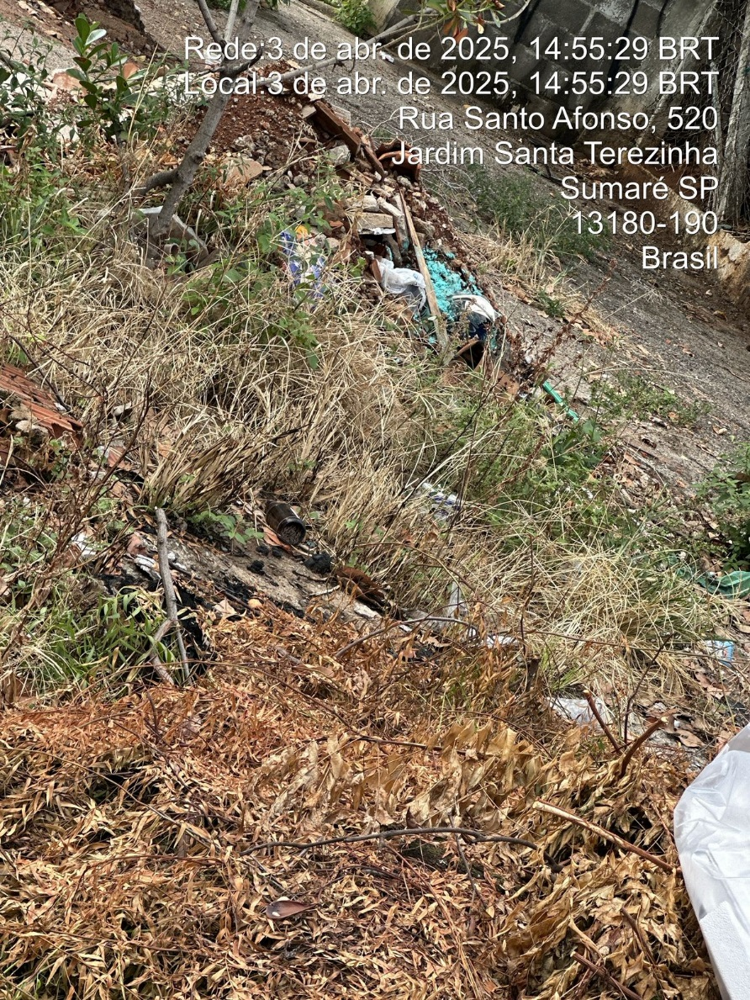 Rede:3 de abr. de 2025, 14:55:29 BRT
Local:3 de abr. de 2025, 14:55:29 BRT
Rua Santo Afonso, 520
Jardim Santa Terezinha
Sumaré SP
13180-190
Brasil